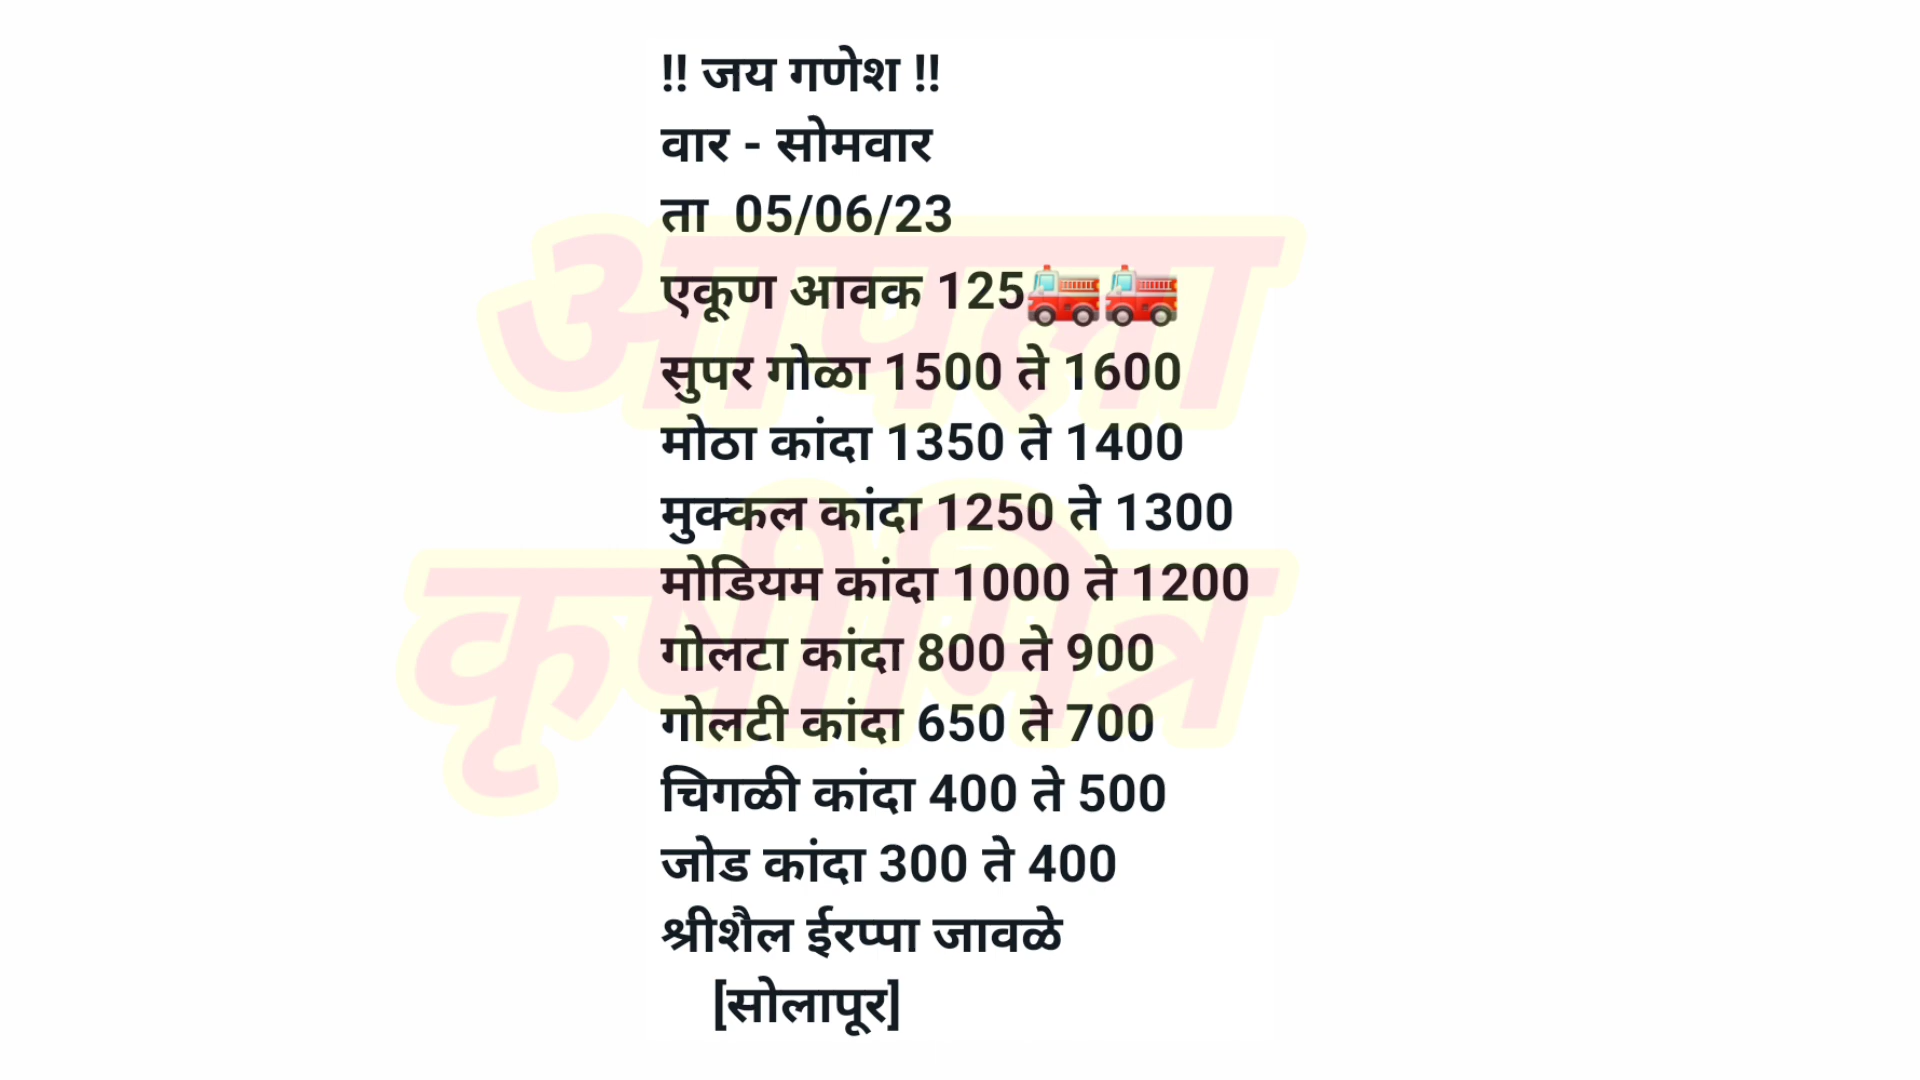 !! जय गणेश !!
वार - सोमवार
ता 05/06/23
एकूण आवक 125🚒🚒
सुपर गोळा 1500 ते 1600
मोठा कांदा 1350 ते 1400
मुक्कल कांदा 1250 ते 1300
मोडियम कांदा 1000 ते 1200
गोलटा कांदा 800 ते 900
गोलटी कांदा 650 ते 700
चिगळी कांदा 400 ते 500
जोड कांदा 300 ते 400
श्रीशैल ईरप्पा जावळे
[सोलापूर]
आपला
कृषीमित्र